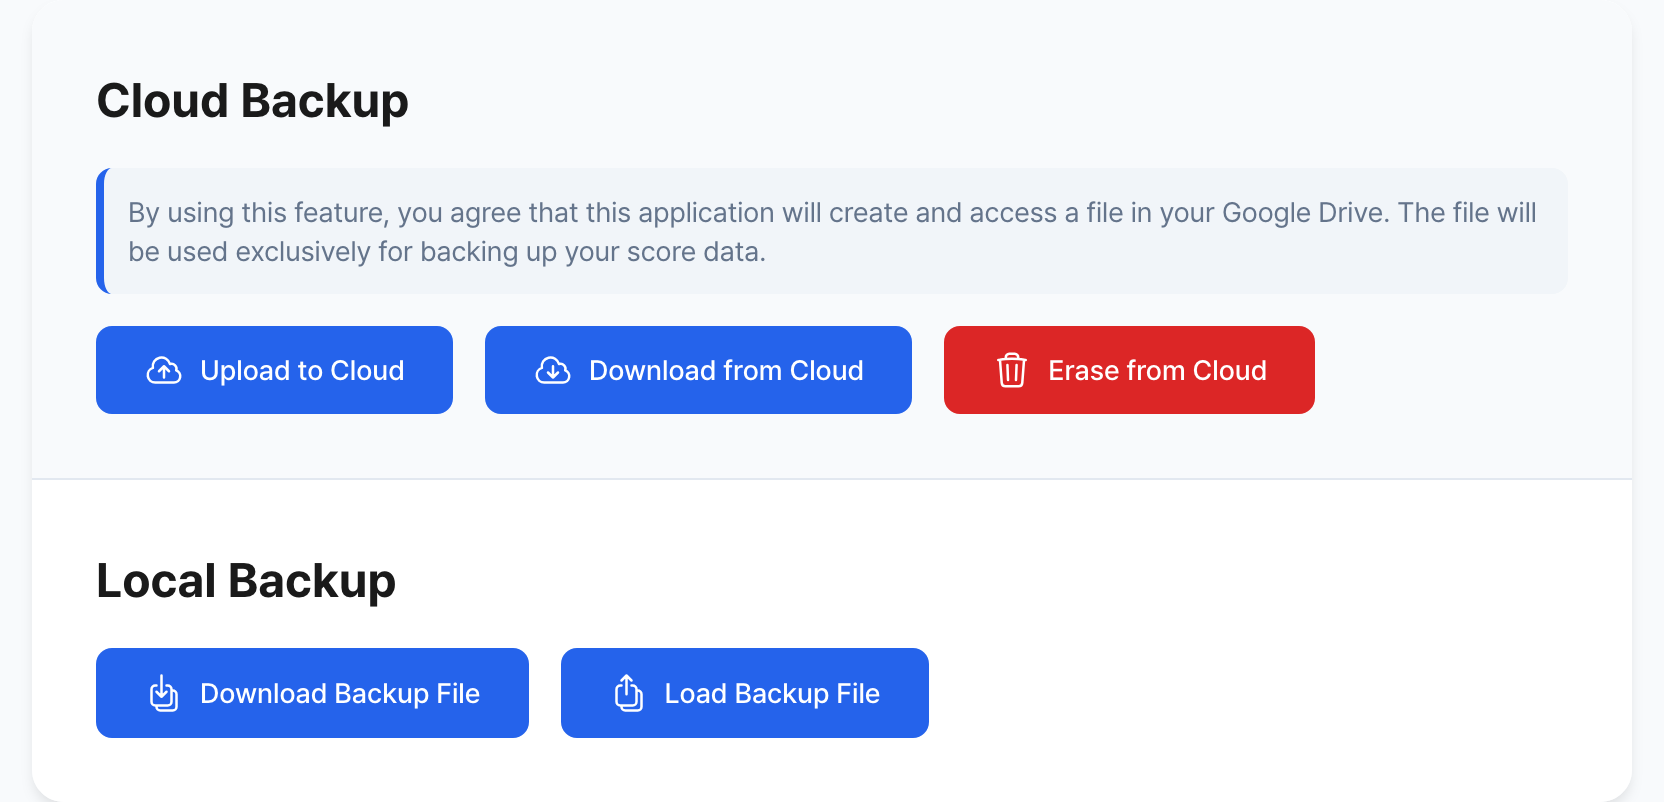 Cloud Backup
By using this feature, you agree that this application will create and access a file in your Google Drive. The file will
be used exclusively for backing up your score data.
Upload to Cloud
Download from Cloud
Erase from Cloud
Local Backup
Download Backup File
Load Backup File